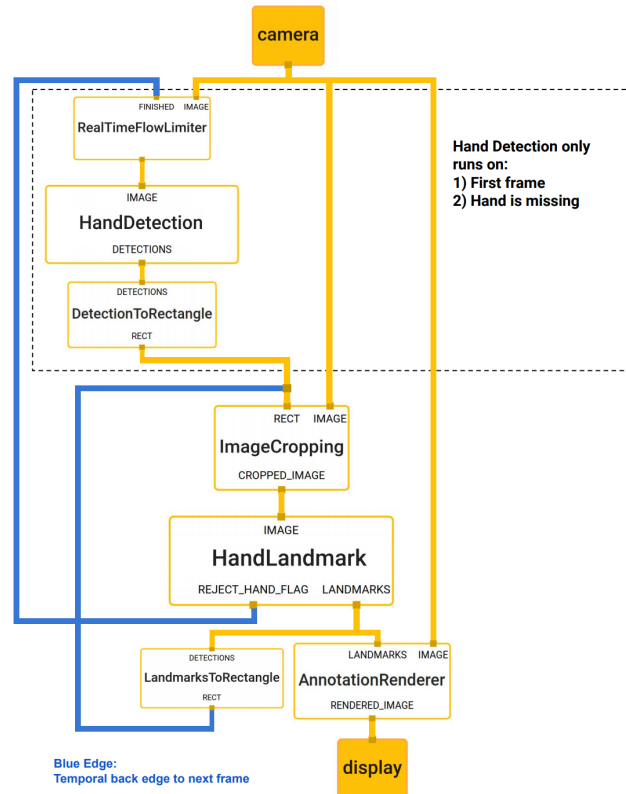 camera
FINISHED IMAGE
RealTimeFlowLimiter
Hand Detection only
runs on:
1) First frame
2) Hand is missing
IMAGE
HandDetection
DETECTIONS
DETECTIONS
DetectionToRectangle
RECT
RECT IMAGE
ImageCropping
CROPPED_IMAGE
IMAGE
HandLandmark
REJECT_HAND_FLAG LANDMARKS
DETECTIONS
LandmarksToRectangle
RECT
LANDMARKS IMAGE
AnnotationRenderer
RENDERED_IMAGE
Blue Edge:
Temporal back edge to next frame
display